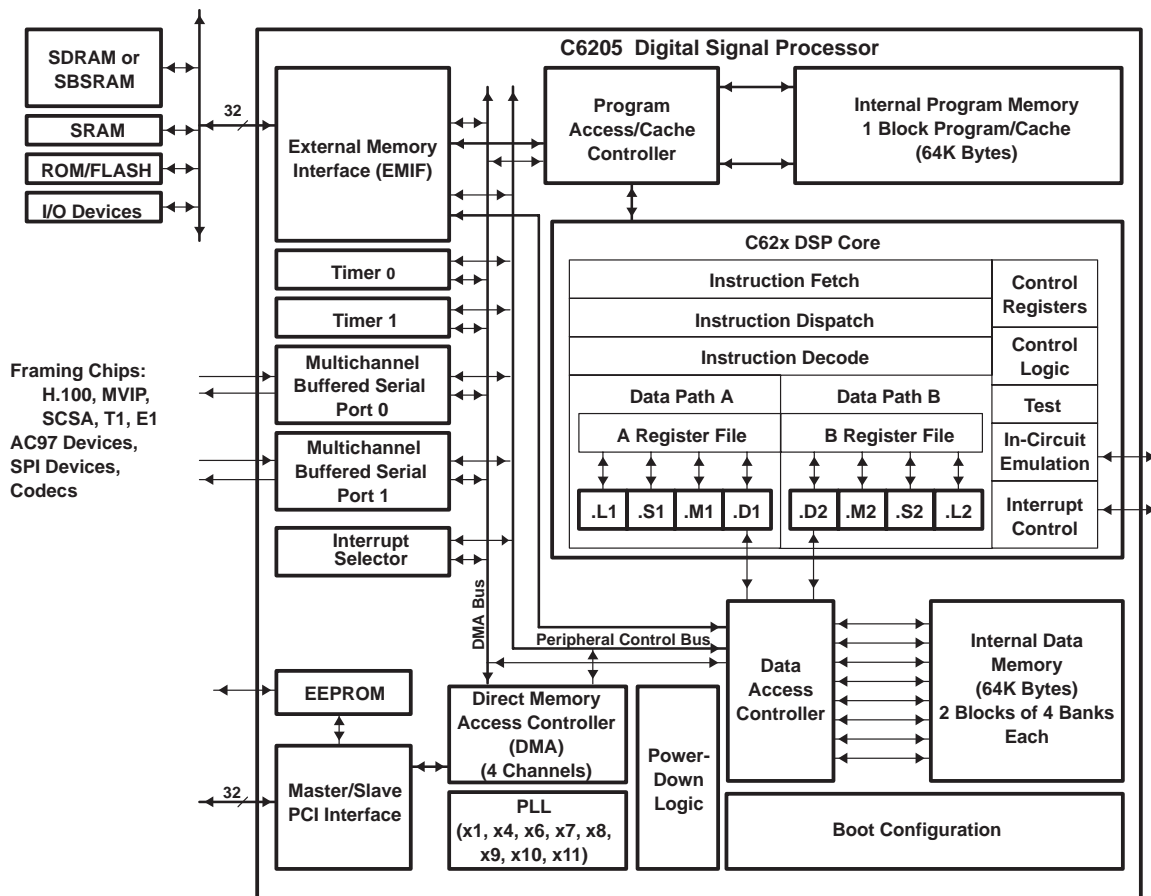 C6205 Digital Signal Processor
SDRAM or
SBSRAM
SRAM
ROM/FLASH
I/O Devices
32
External Memory
Interface (EMIF)
Program
Access/Cache
Controller
Internal Program Memory
1 Block Program/Cache
(64K Bytes)
Timer 0
Timer 1
Framing Chips:
H.100, MVIP,
SCSA, T1, E1
AC97 Devices,
SPI Devices,
Codecs
Multichannel
Buffered Serial
Port 0
Multichannel
Buffered Serial
Port 1
Interrupt
Selector
C62x DSP Core
Instruction Fetch
Instruction Dispatch
Instruction Decode
Control
Registers
Control
Logic
Test
In-Circuit
Emulation
Interrupt
Control
Data Path A
Data Path B
A Register File
B Register File
.L1
.S1
.M1
.D1
.D2
.M2
.S2
.L2
DMA Bus
Peripheral Control Bus
EEPROM
32
Master/Slave
PCI Interface
Direct Memory
Access Controller
(DMA)
(4 Channels)
PLL
(x1, x4, x6, x7, x8,
x9, x10, x11)
Power-
Down
Logic
Data
Access
Controller
Internal Data
Memory
(64K Bytes)
2 Blocks of 4 Banks
Each
Boot Configuration